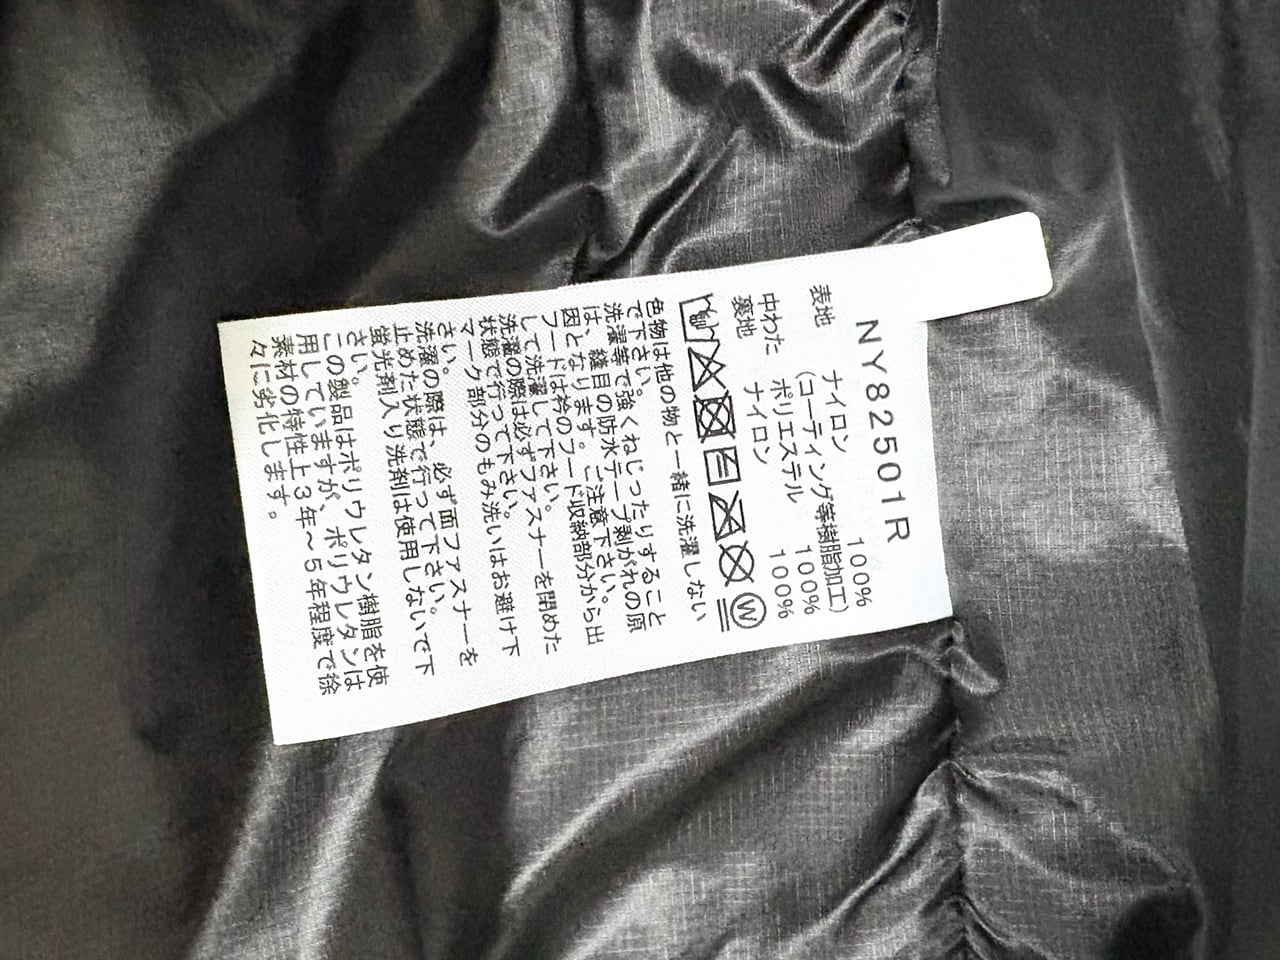 NY82501R
表地 ナイロン 100%
(コーティング等樹脂加工)
中わた ポリエステル 100%
裏地 ナイロン 100%
W
色物は他の物と一緒に洗濯しない
で下さい。
洗濯等で強くねじったりすること
は、縫目の防水テープ剥がれの原
因となります。ご注意下さい。
フードは衿のフード収納部分から出
して洗濯して下さい。
洗濯の際は必ずファスナーを閉めた
状態で行って下さい。
マーク部分のもみ洗いはお避け下
さい。
洗濯の際は、必ず面ファスナーを
止めた状態で行って下さい。
蛍光剤入り洗剤は使用しないで下
さい。
この製品はポリウレタン樹脂を使
用していますが、ポリウレタンは
素材の特性上3年～5年程度で徐
々に劣化します。